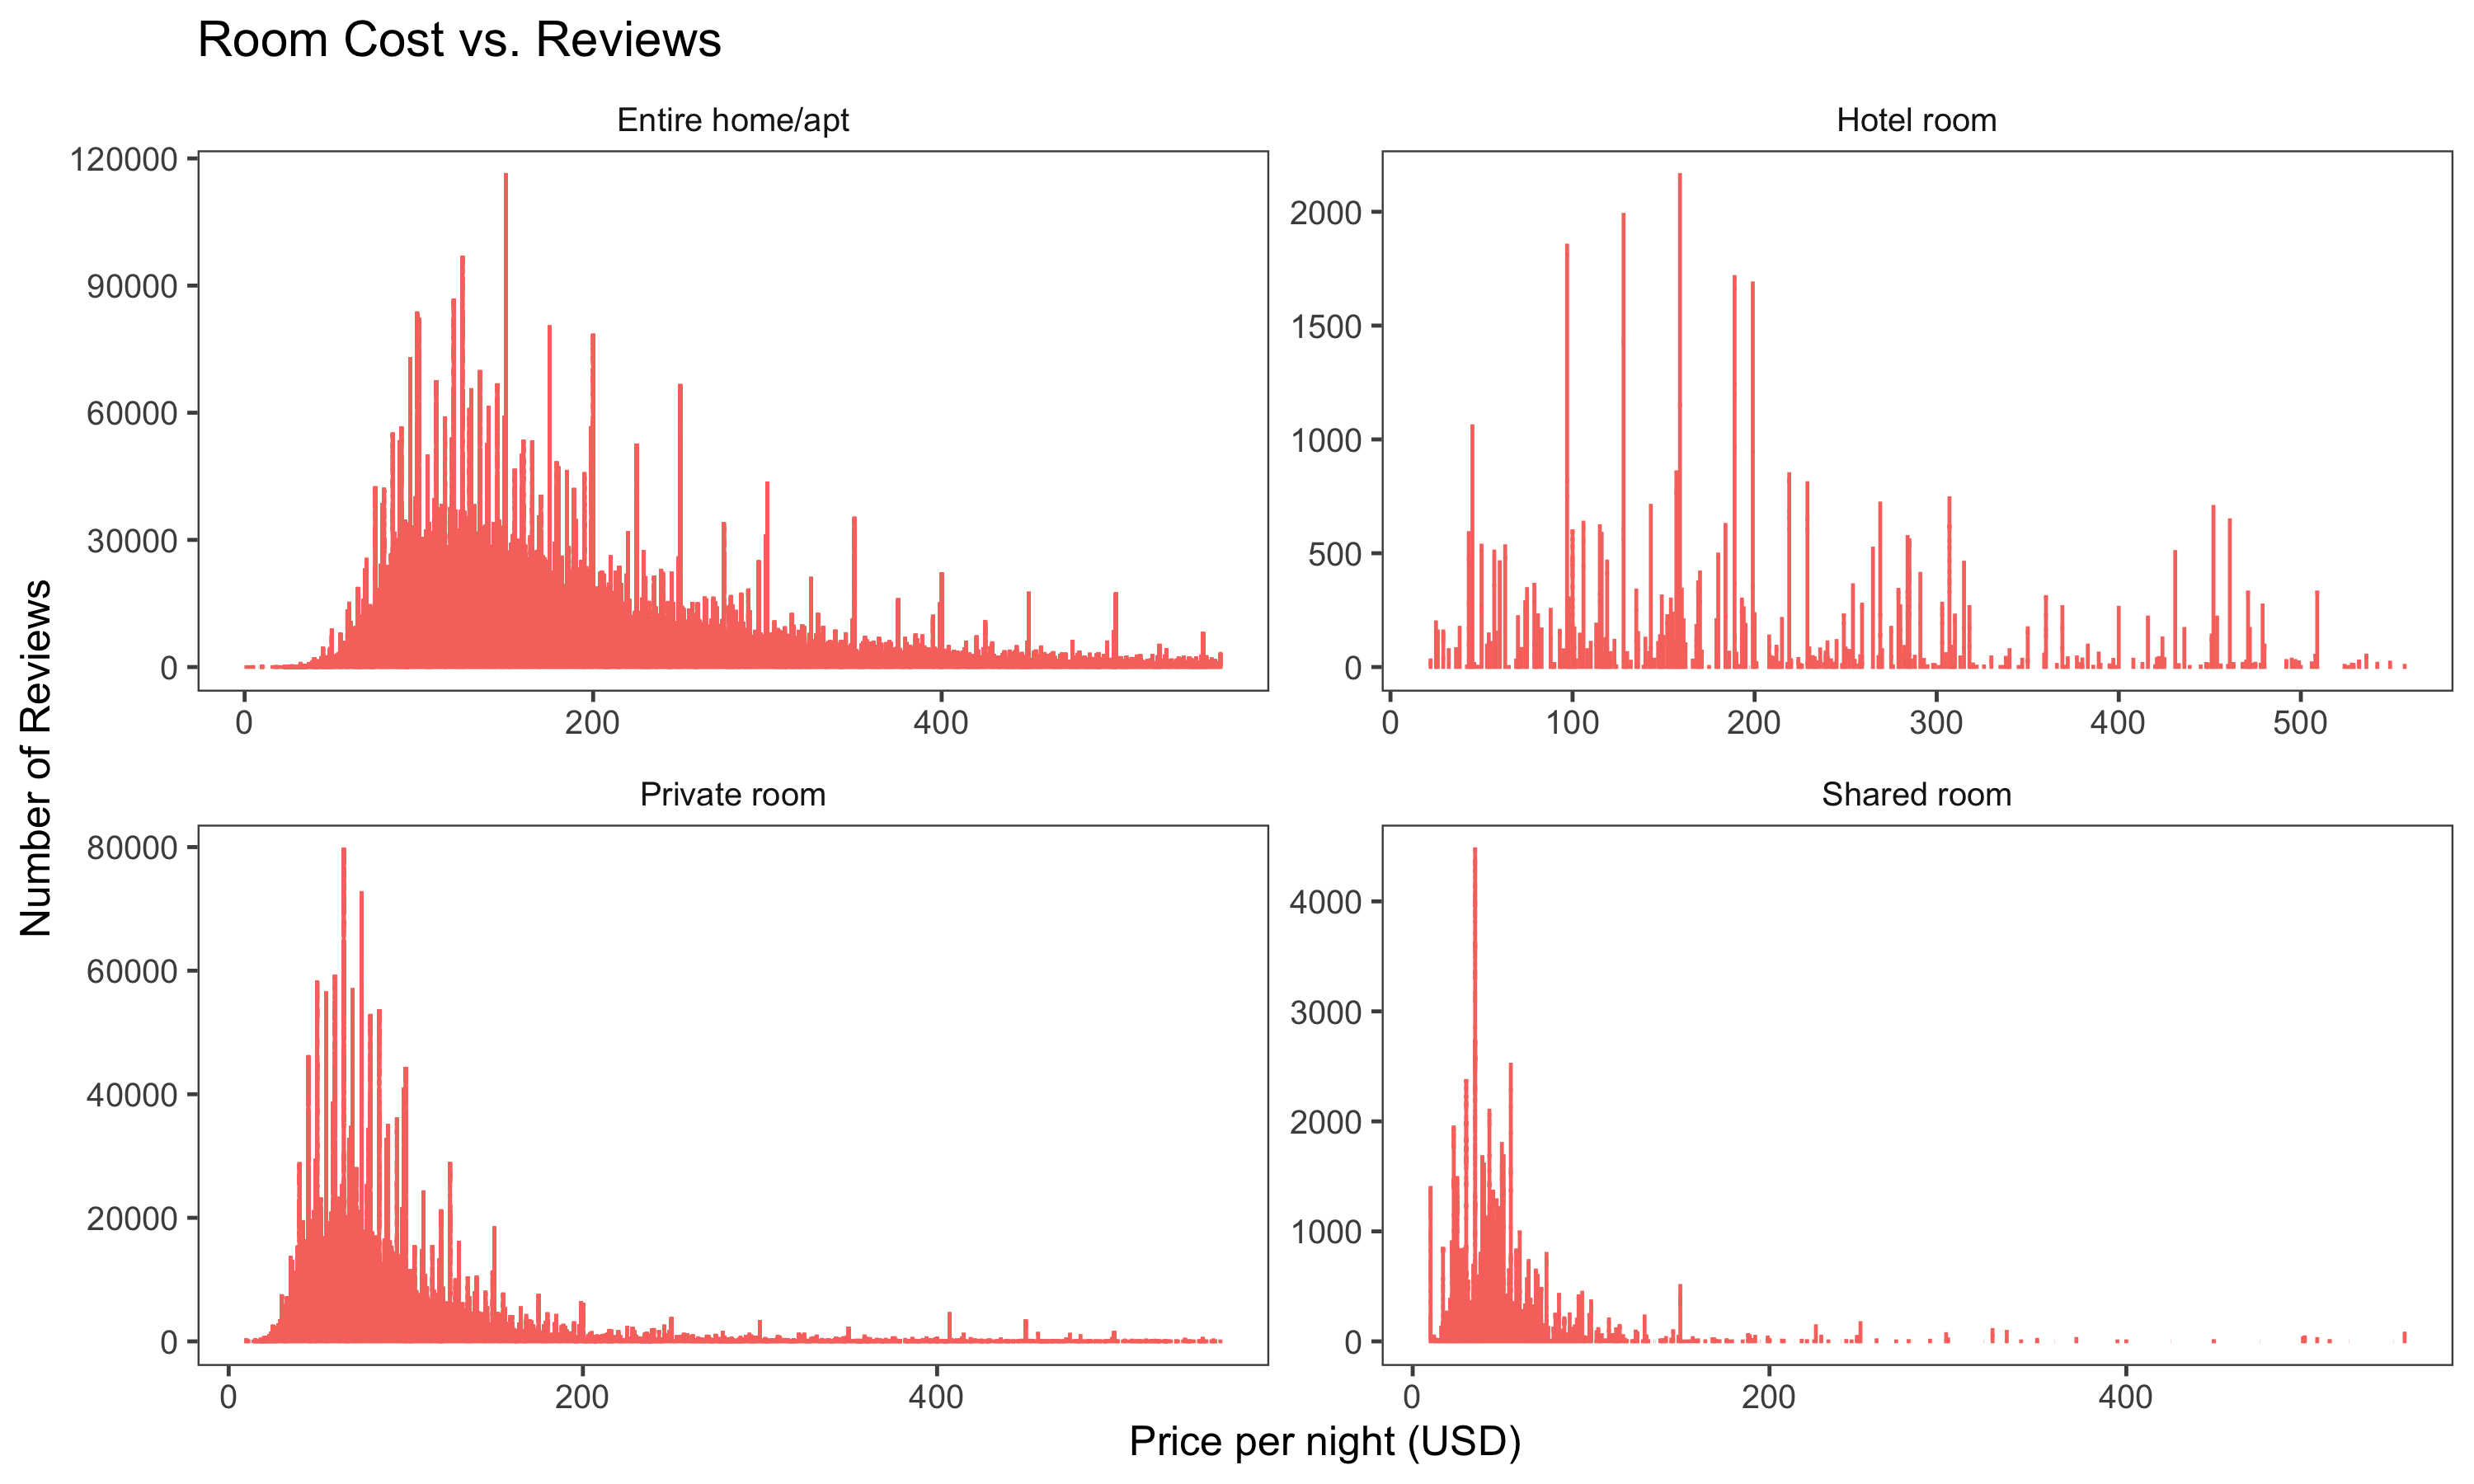 Room Cost vs. Reviews
Entire home/apt
Hotel room
120000
90000
60000
30000
0
2000
1500
1000
500
0
0 200 400
0 100 200 300 400 500
Number of Reviews
Private room
Shared room
80000
60000
40000
20000
0
4000
3000
2000
1000
0
0 200 400
0 200 400
Price per night (USD)